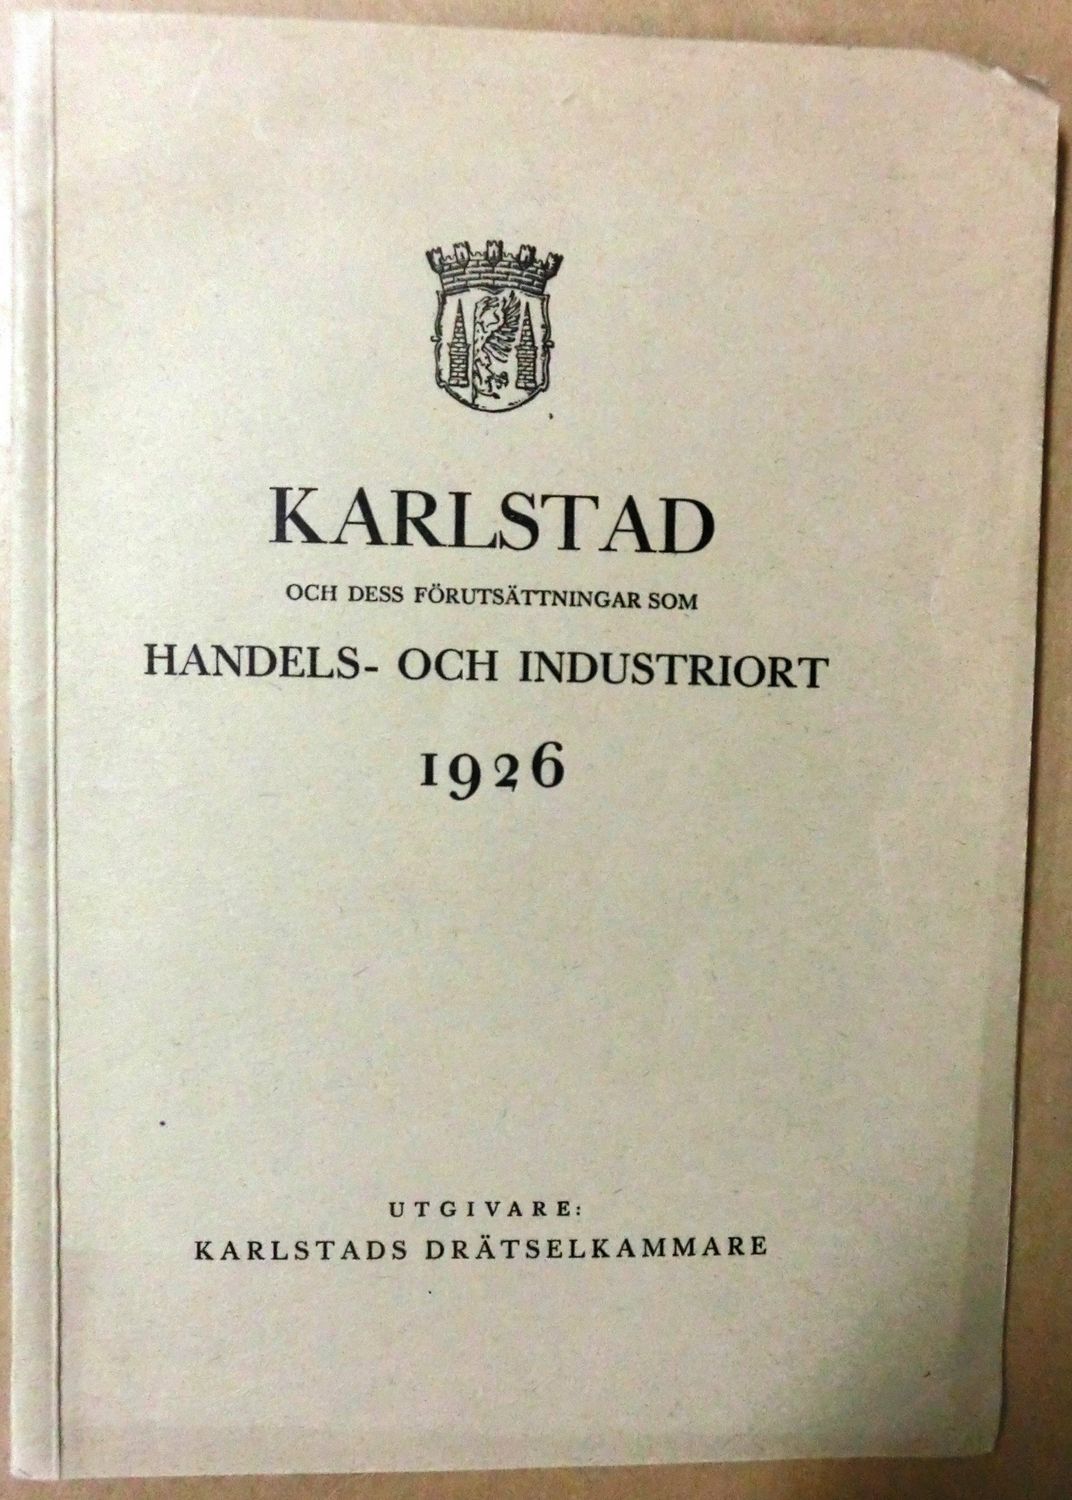 KARLSTAD
OCH DESS FÖRUTSÄTTNINGAR SOM
HANDELS- OCH INDUSTRIORT
1926
UTGIVARE:
KARLSTADS DRÄTSELKAMMARE